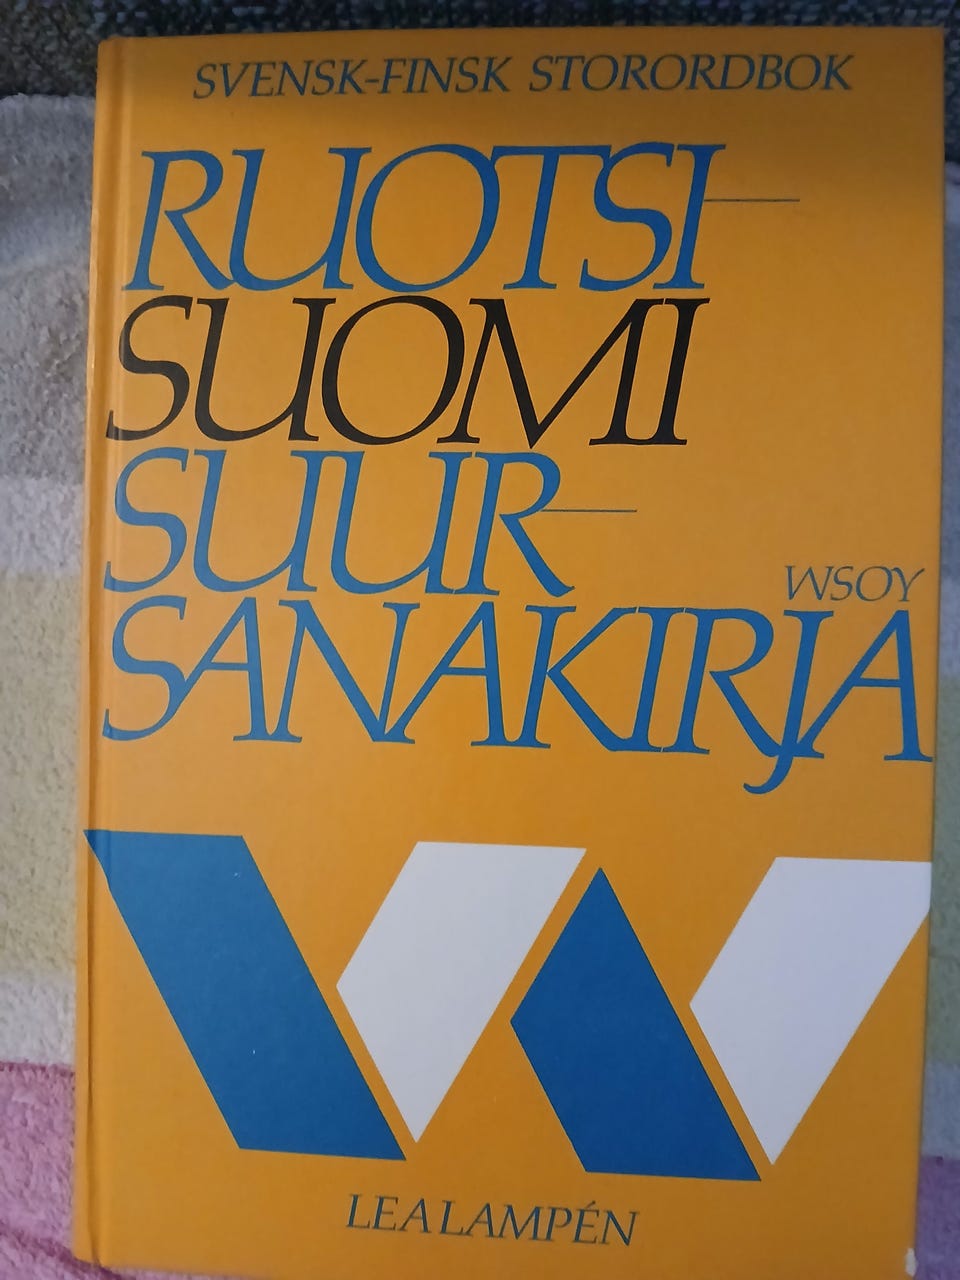 SVENSK-FINSK STORORDBOK
RUOTSI—
SUOMI
SUUR—
WSOY
SANAKIRJA
LEA LAMPÉN